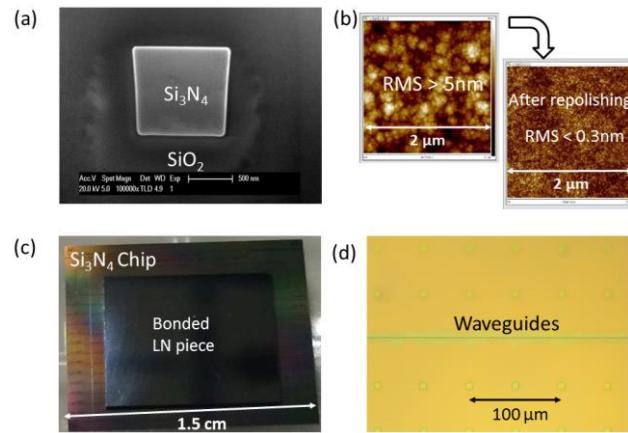 (a)
Si₃N₄
SiO₂
Acc.V Spot Magn Det WD Exp
20.0 kV 5.0 100000x TLD 4.9 1
500 nm
(b)
RMS > 5nm
2 µm
After repolishing
RMS < 0.3nm
2 µm
(c)
Si₃N₄ Chip
Bonded
LN piece
1.5 cm
(d)
Waveguides
100 µm